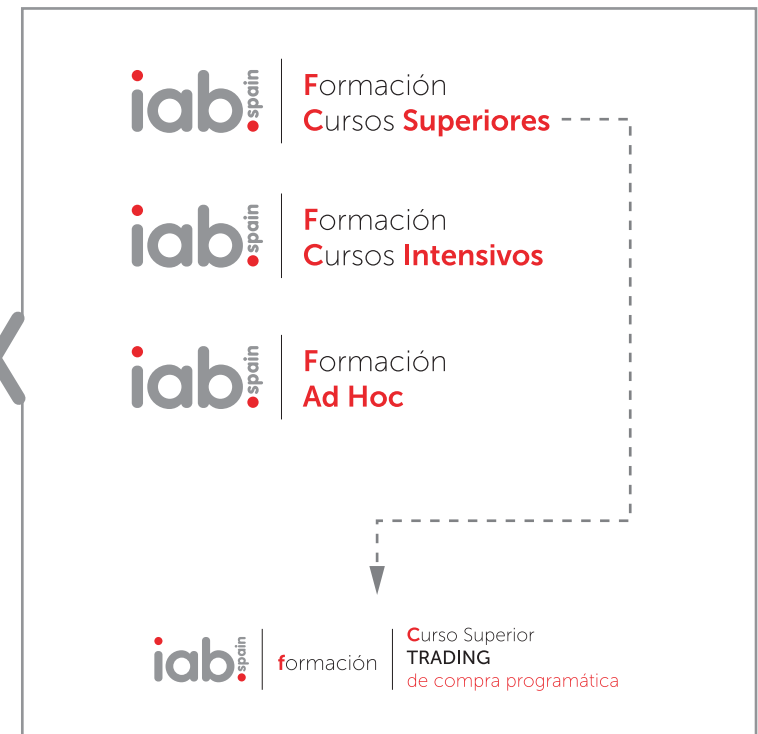 iab.spain
Formación
Cursos Superiores
iab.spain
Formación
Cursos Intensivos
iab.spain
Formación
Ad Hoc
iab.spain
formación
Curso Superior
TRADING
de compra programática